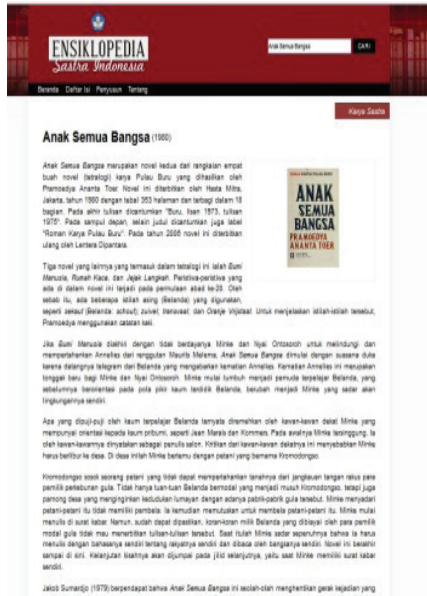 ENSIKLOPEDIA
Sastra Indonesia
Anak Semua Bangsa
CARI
Beranda Daftar Isi Penyusun Tentang
Karya Sastra
Anak Semua Bangsa (1980)
Anak Semua Bangsa merupakan novel kedua dari rangkaian empat
buah novel (tetralogi) karya Pulau Buru yang dihasilkan oleh
Pramoedya Ananta Toer. Novel ini diterbitkan oleh Hasta Mitra,
Jakarta, tahun 1980 dengan tebal 353 halaman dan terbagi dalam 18
bagian. Pada akhir tulisan dicantumkan "Buru, lisan 1973, tulisan
1975". Pada sampul depan, selain judul dicantumkan juga label
"Roman Karya Pulau Buru". Pada tahun 2006 novel ini diterbitkan
ulang oleh Lentera Dipantara.
ANAK
SEMUA
BANGSA
PRAMOEDYA
ANANTA TOER
Tiga novel yang lainnya yang termasuk dalam tetralogi ini ialah Bumi
Manusia, Rumah Kaca, dan Jejak Langkah. Peristiwa-peristiwa yang
ada di dalam novel ini terjadi pada permulaan abad ke-20. Oleh
sebab itu, ada beberapa istilah asing (Belanda) yang digunakan,
seperti sekaut (Belanda: schout), zuivel, transvaal, dan Oranje Vrijstaat. Untuk menjelaskan istilah-istilah tersebut,
Pramoedya menggunakan catatan kaki.
Jika Bumi Manusia diakhiri dengan tidak berdayanya Minke dan Nyai Ontosoroh untuk melindungi dan
mempertahankan Annelies dari renggutan Maurits Melema, Anak Semua Bangsa dimulai dengan suasana duka
karena datangnya telegram dari Belanda yang mengabarkan kematian Annelies. Kematian Annelies ini merupakan
tonggak baru bagi Minke dan Nyai Ontosoroh. Minke mulai tumbuh menjadi pemuda terpelajar Belanda, yang
sebelumnya berorientasi pada pola pikir kaum terdidik Belanda, berubah menjadi Minke yang sadar akan
lingkungannya sendiri.
Apa yang dipuji-puji oleh kaum terpelajar Belanda ternyata diremehkan oleh kawan-kawan dekat Minke yang
mempunyai orientasi kepada kaum pribumi, seperti Jean Marais dan Kommers. Pada awalnya Minke tersinggung. Ia
oleh kawan-kawannya dinyatakan sebagai penulis salon. Kritikan dari kawan-kawan dekatnya ini menyebabkan Minke
harus berlibur ke desa. Di desa inilah Minke bertemu dengan petani yang bernama Kromodongso.
Kromodongso sosok seorang petani yang tidak dapat mempertahankan tanahnya dari jangkauan tangan rakus para
pemilik perkebunan gula. Tidak hanya tuan-tuan Belanda bermodal yang menjadi musuh Kromodongso, tetapi juga
pamong desa yang menginginkan kedudukan lumayan dengan adanya pabrik-pabrik gula tersebut. Minke menyadari
petani-petani itu tidak memiliki pembela. Ia kemudian memutuskan untuk membela petani-petani itu. Minke mulai
menulis di surat kabar. Namun, sudah dapat dipastikan, koran-koran milik Belanda yang dibiayai oleh para pemilik
modal gula tidak mau menerbitkan tulisan-tulisan tersebut. Saat itulah Minke sadar sepenuhnya bahwa ia harus
menulis dengan bahasanya sendiri tentang rakyatnya sendiri dan dibaca oleh bangsanya sendiri. Novel ini berakhir
sampai di sini. Kelanjutan kisahnya akan dijumpai pada jilid selanjutnya, yaitu saat Minke memiliki surat kabar
sendiri.
Jakob Sumardjo (1979) berpendapat bahwa Anak Semua Bangsa ini seolah-olah menghentikan gerak kejadian yang